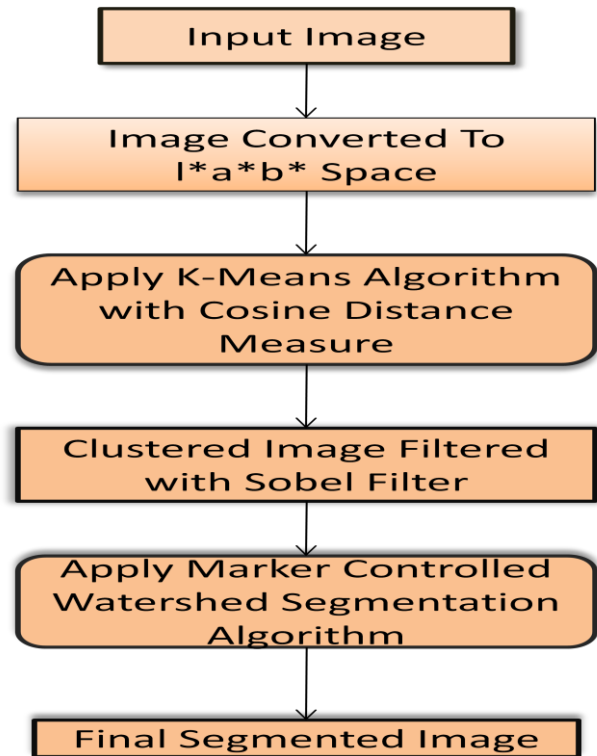 Input Image
Image Converted To
l*a*b* Space
Apply K-Means Algorithm
with Cosine Distance
Measure
Clustered Image Filtered
with Sobel Filter
Apply Marker Controlled
Watershed Segmentation
Algorithm
Final Segmented Image